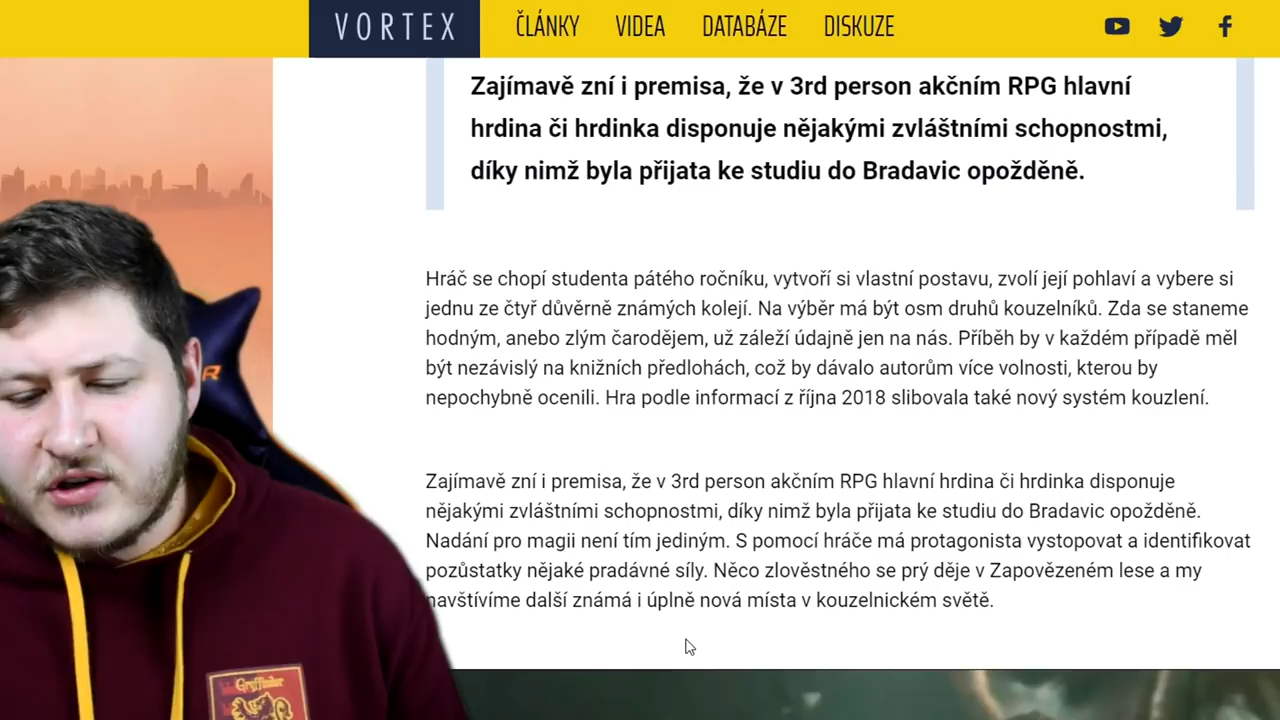 VORTEX ČLÁNKY VIDEA DATABÁZE DISKUZE
Zajímavě zní i premisa, že v 3rd person akčním RPG hlavní
hrdina či hrdinka disponuje nějakými zvláštními schopnostmi,
díky nimž byla přijata ke studiu do Bradavic opožděně.
Hráč se chopí studenta pátého ročníku, vytvoří si vlastní postavu, zvolí její pohlaví a vybere si
jednu ze čtyř důvěrně známých kolejí. Na výběr má být osm druhů kouzelníků. Zda se staneme
hodným, anebo zlým čarodějem, už záleží údajně jen na nás. Příběh by v každém případě měl
být nezávislý na knižních předlohách, což by dávalo autorům více volnosti, kterou by
nepochybně ocenili. Hra podle informací z října 2018 slibovala také nový systém kouzlení.
Zajímavě zní i premisa, že v 3rd person akčním RPG hlavní hrdina či hrdinka disponuje
nějakými zvláštními schopnostmi, díky nimž byla přijata ke studiu do Bradavic opožděně.
Nadání pro magii není tím jediným. S pomocí hráče má protagonista vystopovat a identifikovat
pozůstatky nějaké pradávné síly. Něco zlověstného se prý děje v Zapovězeném lese a my
navštívíme další známá i úplně nová místa v kouzelnickém světě.
R
Gryffindor